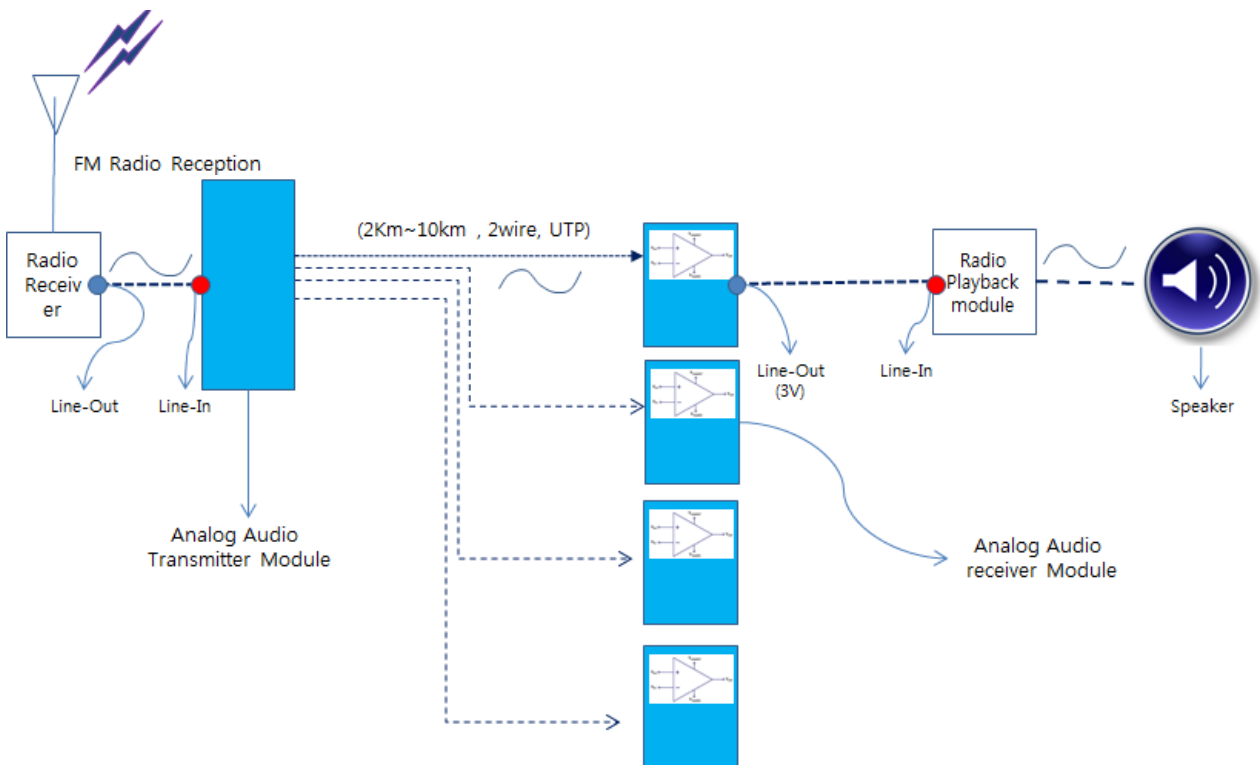 FM Radio Reception
(2Km~10km , 2wire, UTP)
Radio
Receiv
er
Radio
Playback
module
Line-Out
Line-In
Line-Out
(3V)
Line-In
Speaker
Analog Audio
Transmitter Module
Analog Audio
receiver Module